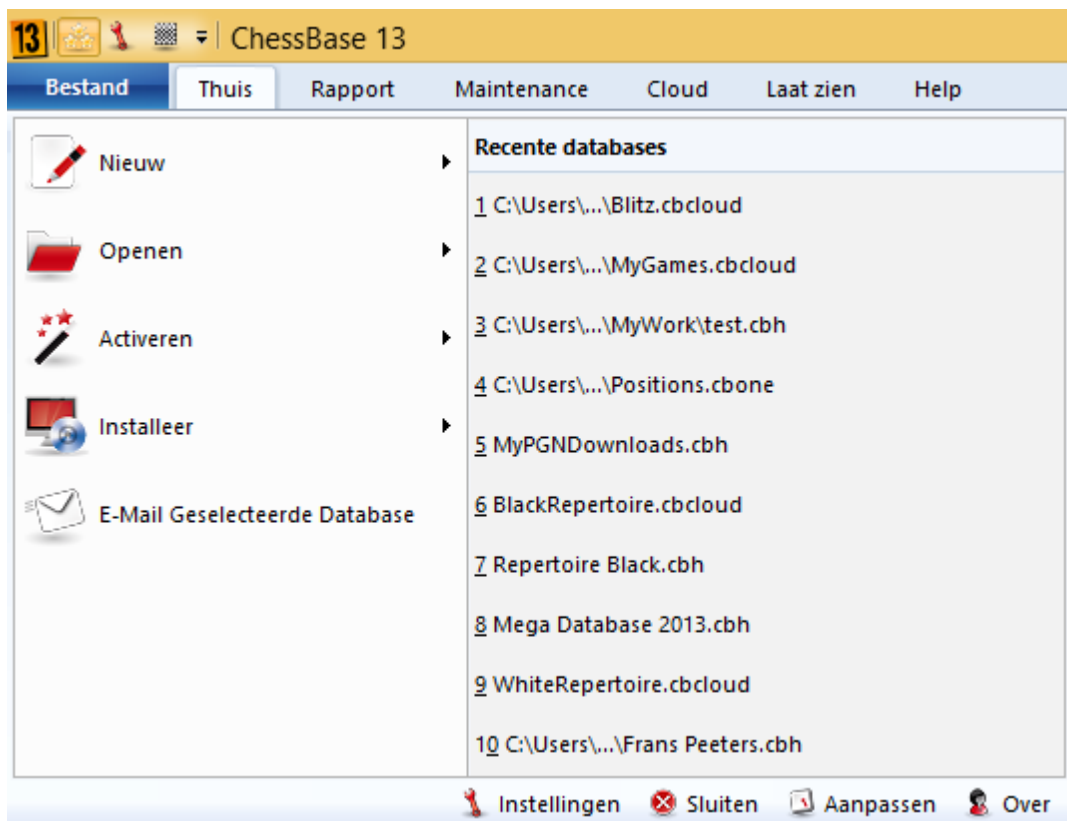 13 ChessBase 13
Bestand Thuis Rapport Maintenance Cloud Laat zien Help
Nieuw
Openen
Activeren
Installeer
E-Mail Geselecteerde Database
Recente databases
1 C:\Users\...\Blitz.cbcloud
2 C:\Users\...\MyGames.cbcloud
3 C:\Users\...\MyWork\test.cbh
4 C:\Users\...\Positions.cbone
5 MyPGNDownloads.cbh
6 BlackRepertoire.cbcloud
7 Repertoire Black.cbh
8 Mega Database 2013.cbh
9 WhiteRepertoire.cbcloud
10 C:\Users\...\Frans Peeters.cbh
Instellingen Sluiten Aanpassen Over